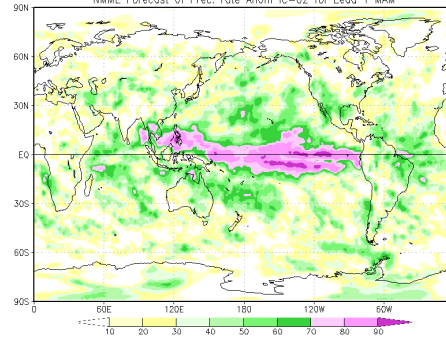 NMME Forecast of Prec. rate Anom IC=02 for Lead 1 MAM
90N
60N
30N
EQ
30S
60S
90S
0 60E 120E 180 120W 60W
10 20 30 40 50 60 70 80 90